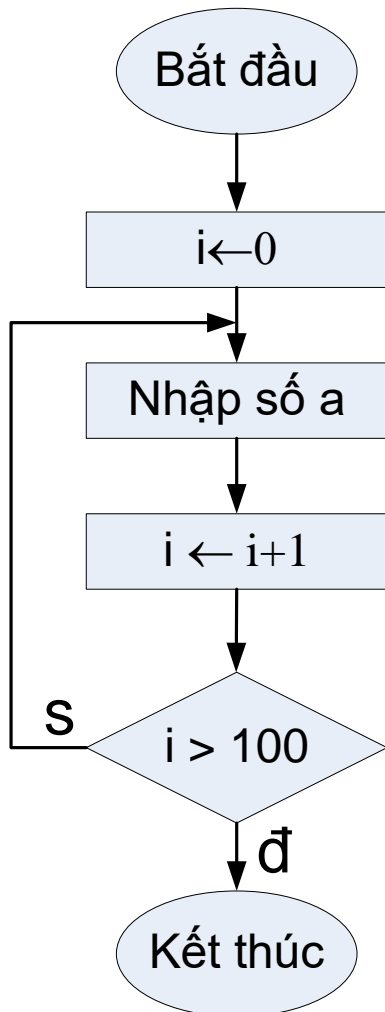 Bắt đầu
i←0
Nhập số a
i ← i+1
i > 100
s
đ
Kết thúc